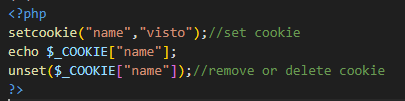 <?php
setcookie("name","visto");//set cookie
echo $_COOKIE["name"];
unset($_COOKIE["name"]);//remove or delete cookie
?>